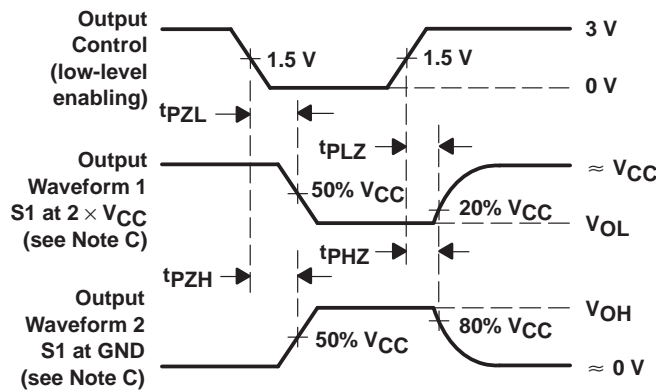 Output
Control
(low-level
enabling)
1.5 V
1.5 V
3 V
0 V
tPZL
tPLZ
Output
Waveform 1
S1 at 2 × VCC
(see Note C)
50% VCC
20% VCC
≈ VCC
VOL
tPZH
tPHZ
Output
Waveform 2
S1 at GND
(see Note C)
50% VCC
80% VCC
VOH
≈ 0 V